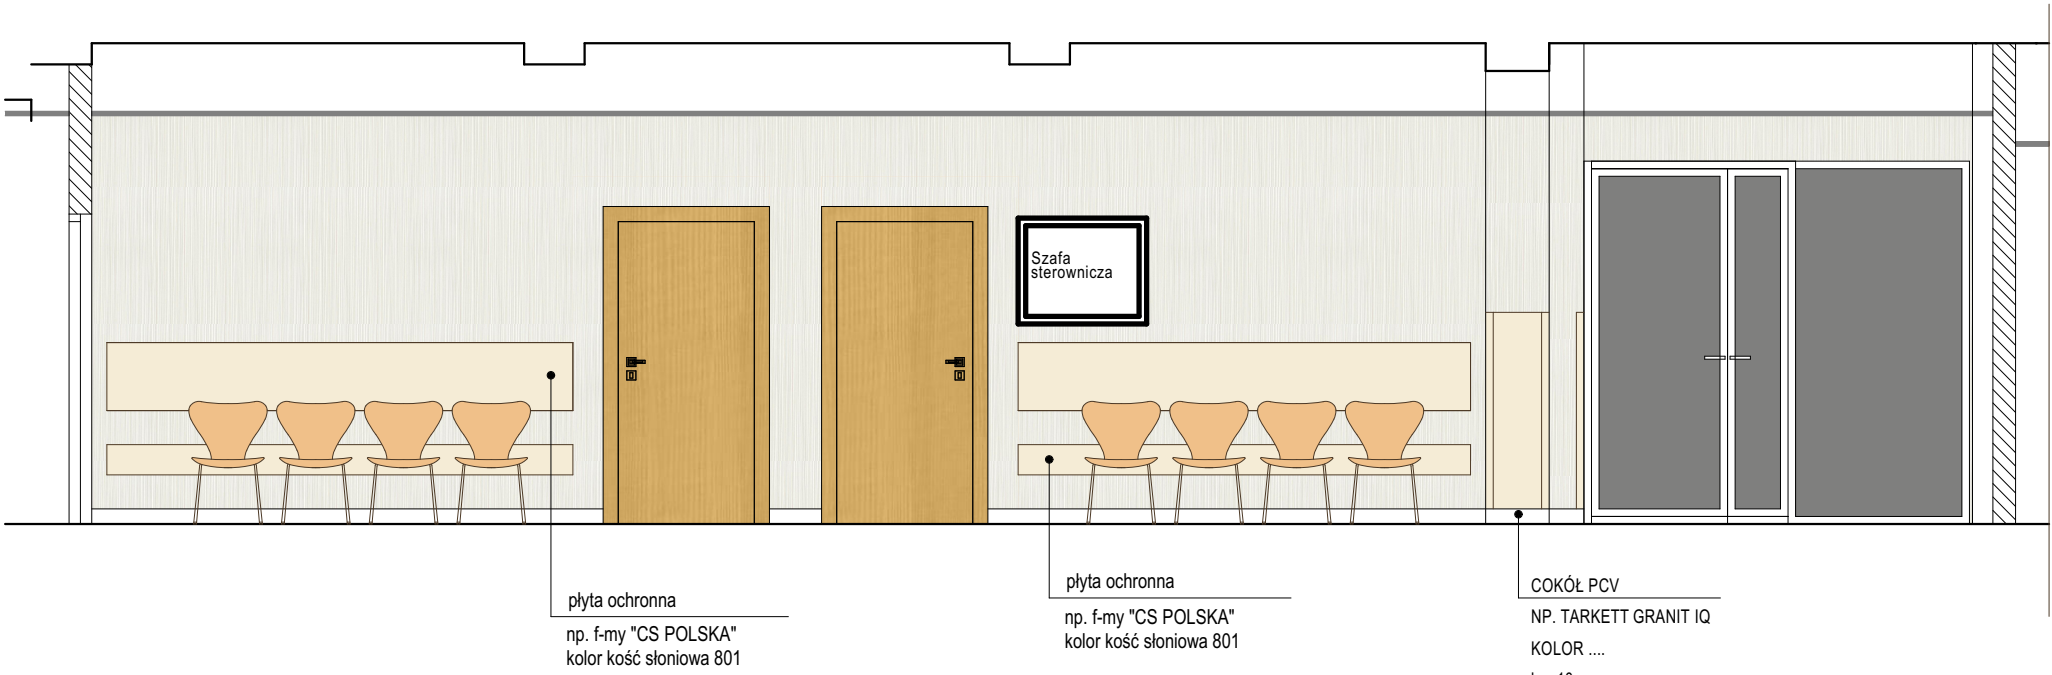 Szafa
sterownicza
płyta ochronna
np. f-my "CS POLSKA"
kolor kość słoniowa 801
płyta ochronna
np. f-my "CS POLSKA"
kolor kość słoniowa 801
COKÓŁ PCV
NP. TARKETT GRANIT IQ
KOLOR ....